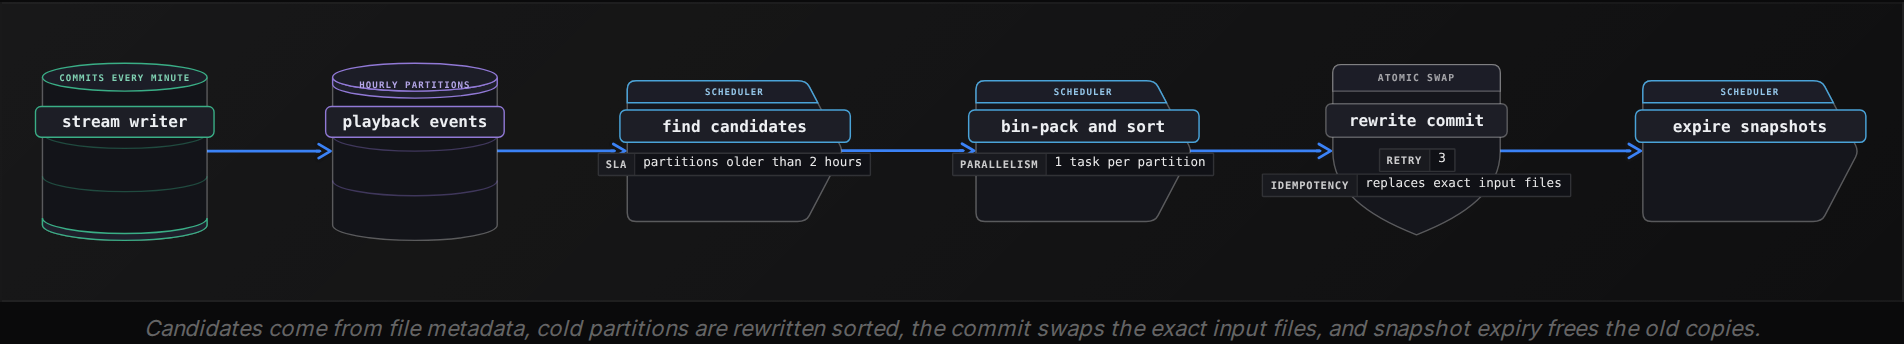 COMMITS EVERY MINUTE
stream writer
HOURLY PARTITIONS
playback events
SCHEDULER
find candidates
SLA partitions older than 2 hours
SCHEDULER
bin-pack and sort
PARALLELISM 1 task per partition
ATOMIC SWAP
rewrite commit
RETRY 3
IDEMPOTENCY replaces exact input files
SCHEDULER
expire snapshots
Candidates come from file metadata, cold partitions are rewritten sorted, the commit swaps the exact input files, and snapshot expiry frees the old copies.